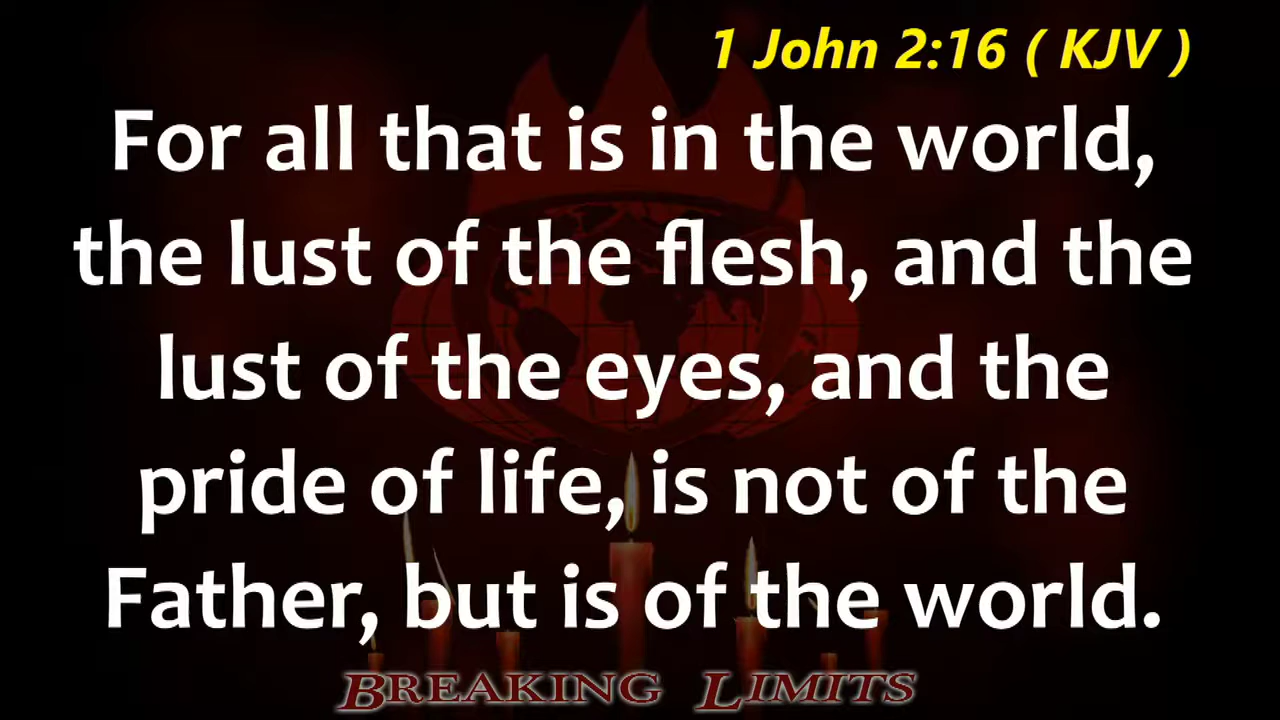 1 John 2:16 ( KJV )
For all that is in the world,
the lust of the flesh, and the
lust of the eyes, and the
pride of life, is not of the
Father, but is of the world.
BREAKING LIMITS